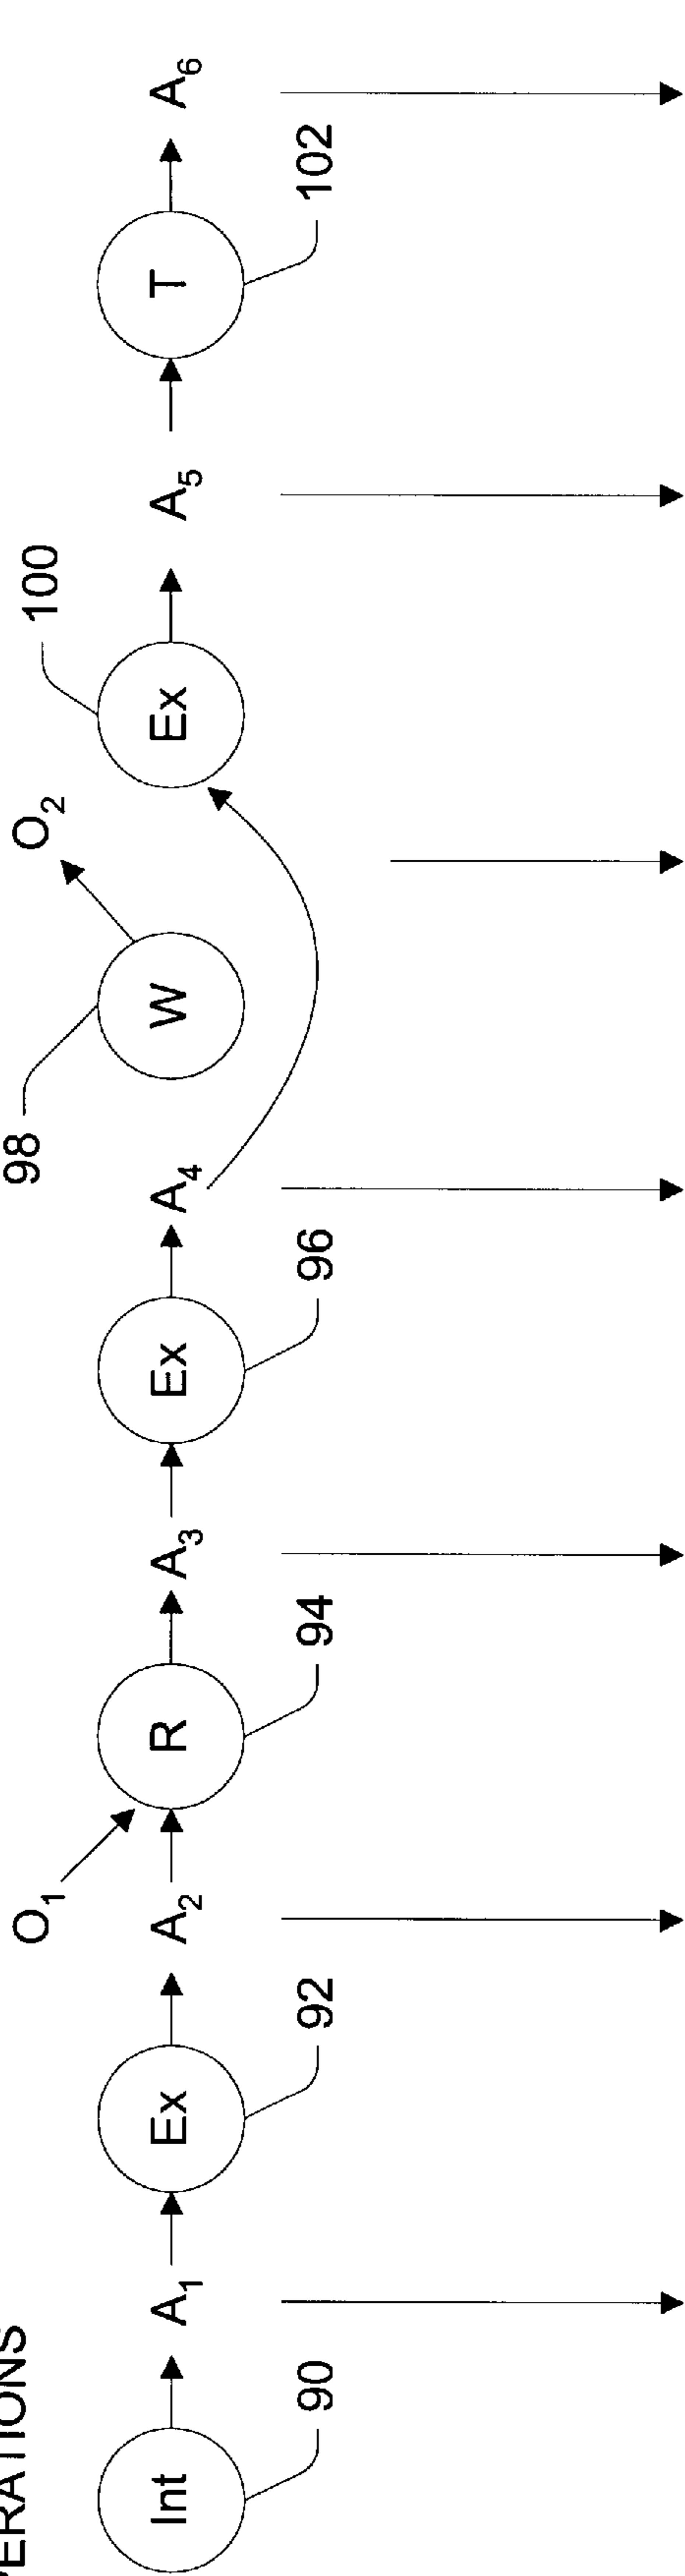 ERATIONS
O₁ 98 O₂ 100
Int A₁ Ex A₂ R A₃ Ex A₄ W Ex A₅ T A₆
90 92 94 96 102